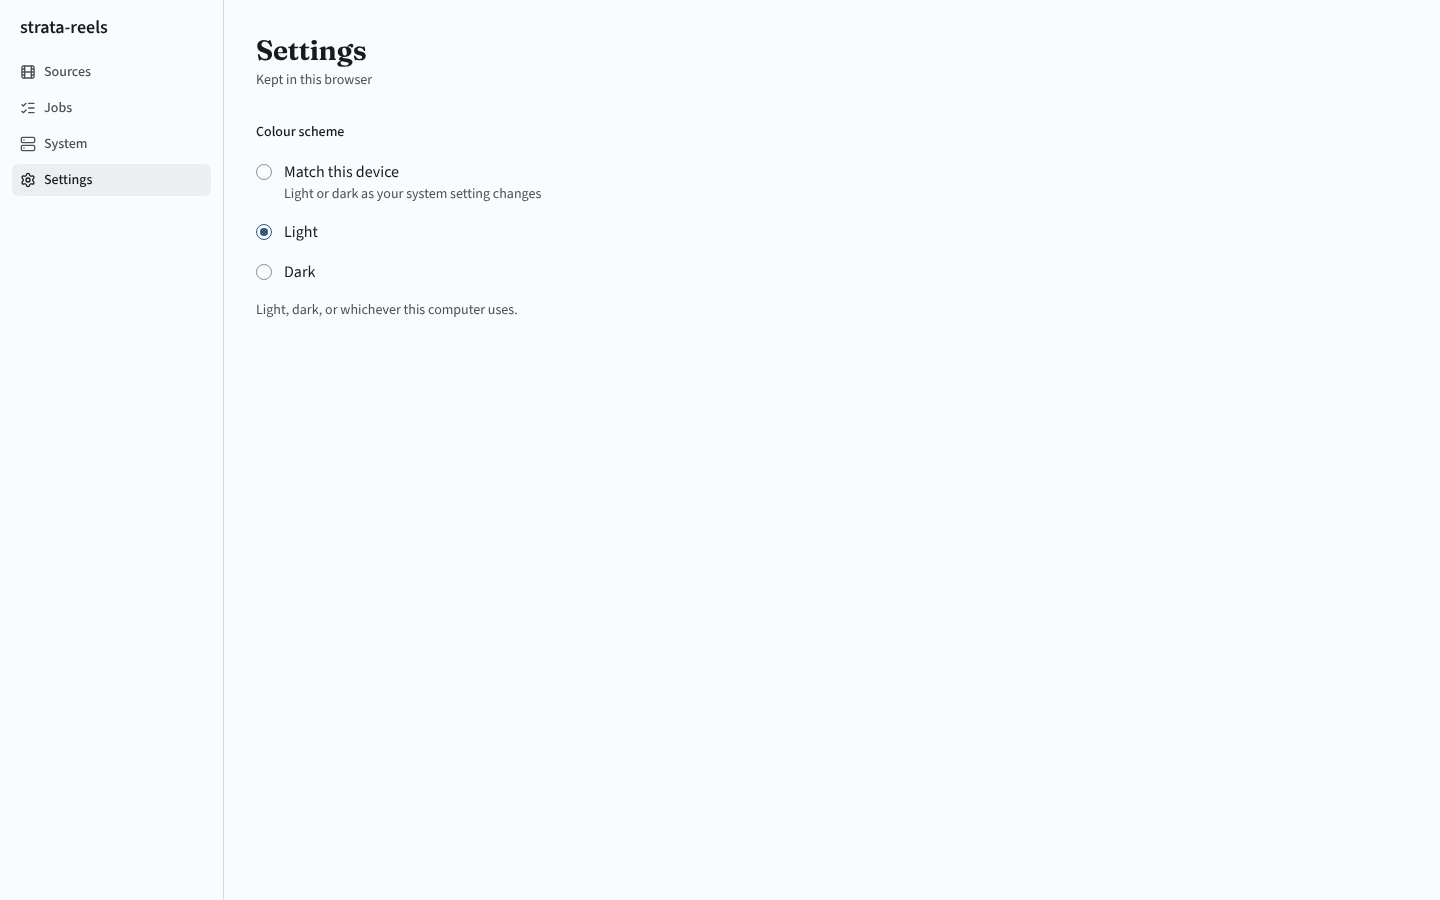 strata-reels
Sources
Jobs
System
Settings
Settings
Kept in this browser
Colour scheme
Match this device
Light or dark as your system setting changes
Light
Dark
Light, dark, or whichever this computer uses.